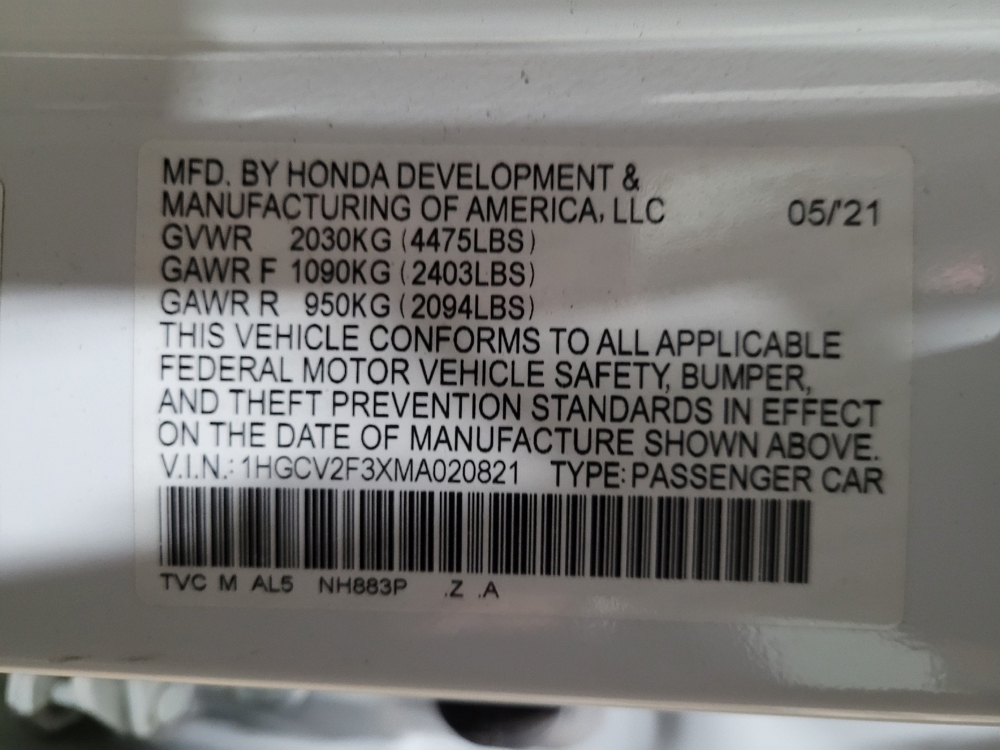 MFD. BY HONDA DEVELOPMENT &
MANUFACTURING OF AMERICA, LLC 05/'21
GVWR 2030KG (4475LBS)
GAWR F 1090KG (2403LBS)
GAWR R 950KG (2094LBS)
THIS VEHICLE CONFORMS TO ALL APPLICABLE
FEDERAL MOTOR VEHICLE SAFETY, BUMPER,
AND THEFT PREVENTION STANDARDS IN EFFECT
ON THE DATE OF MANUFACTURE SHOWN ABOVE.
V.I.N.: 1HGCV2F3XMA020821 TYPE: PASSENGER CAR
TVC M AL5 NH883P .Z .A